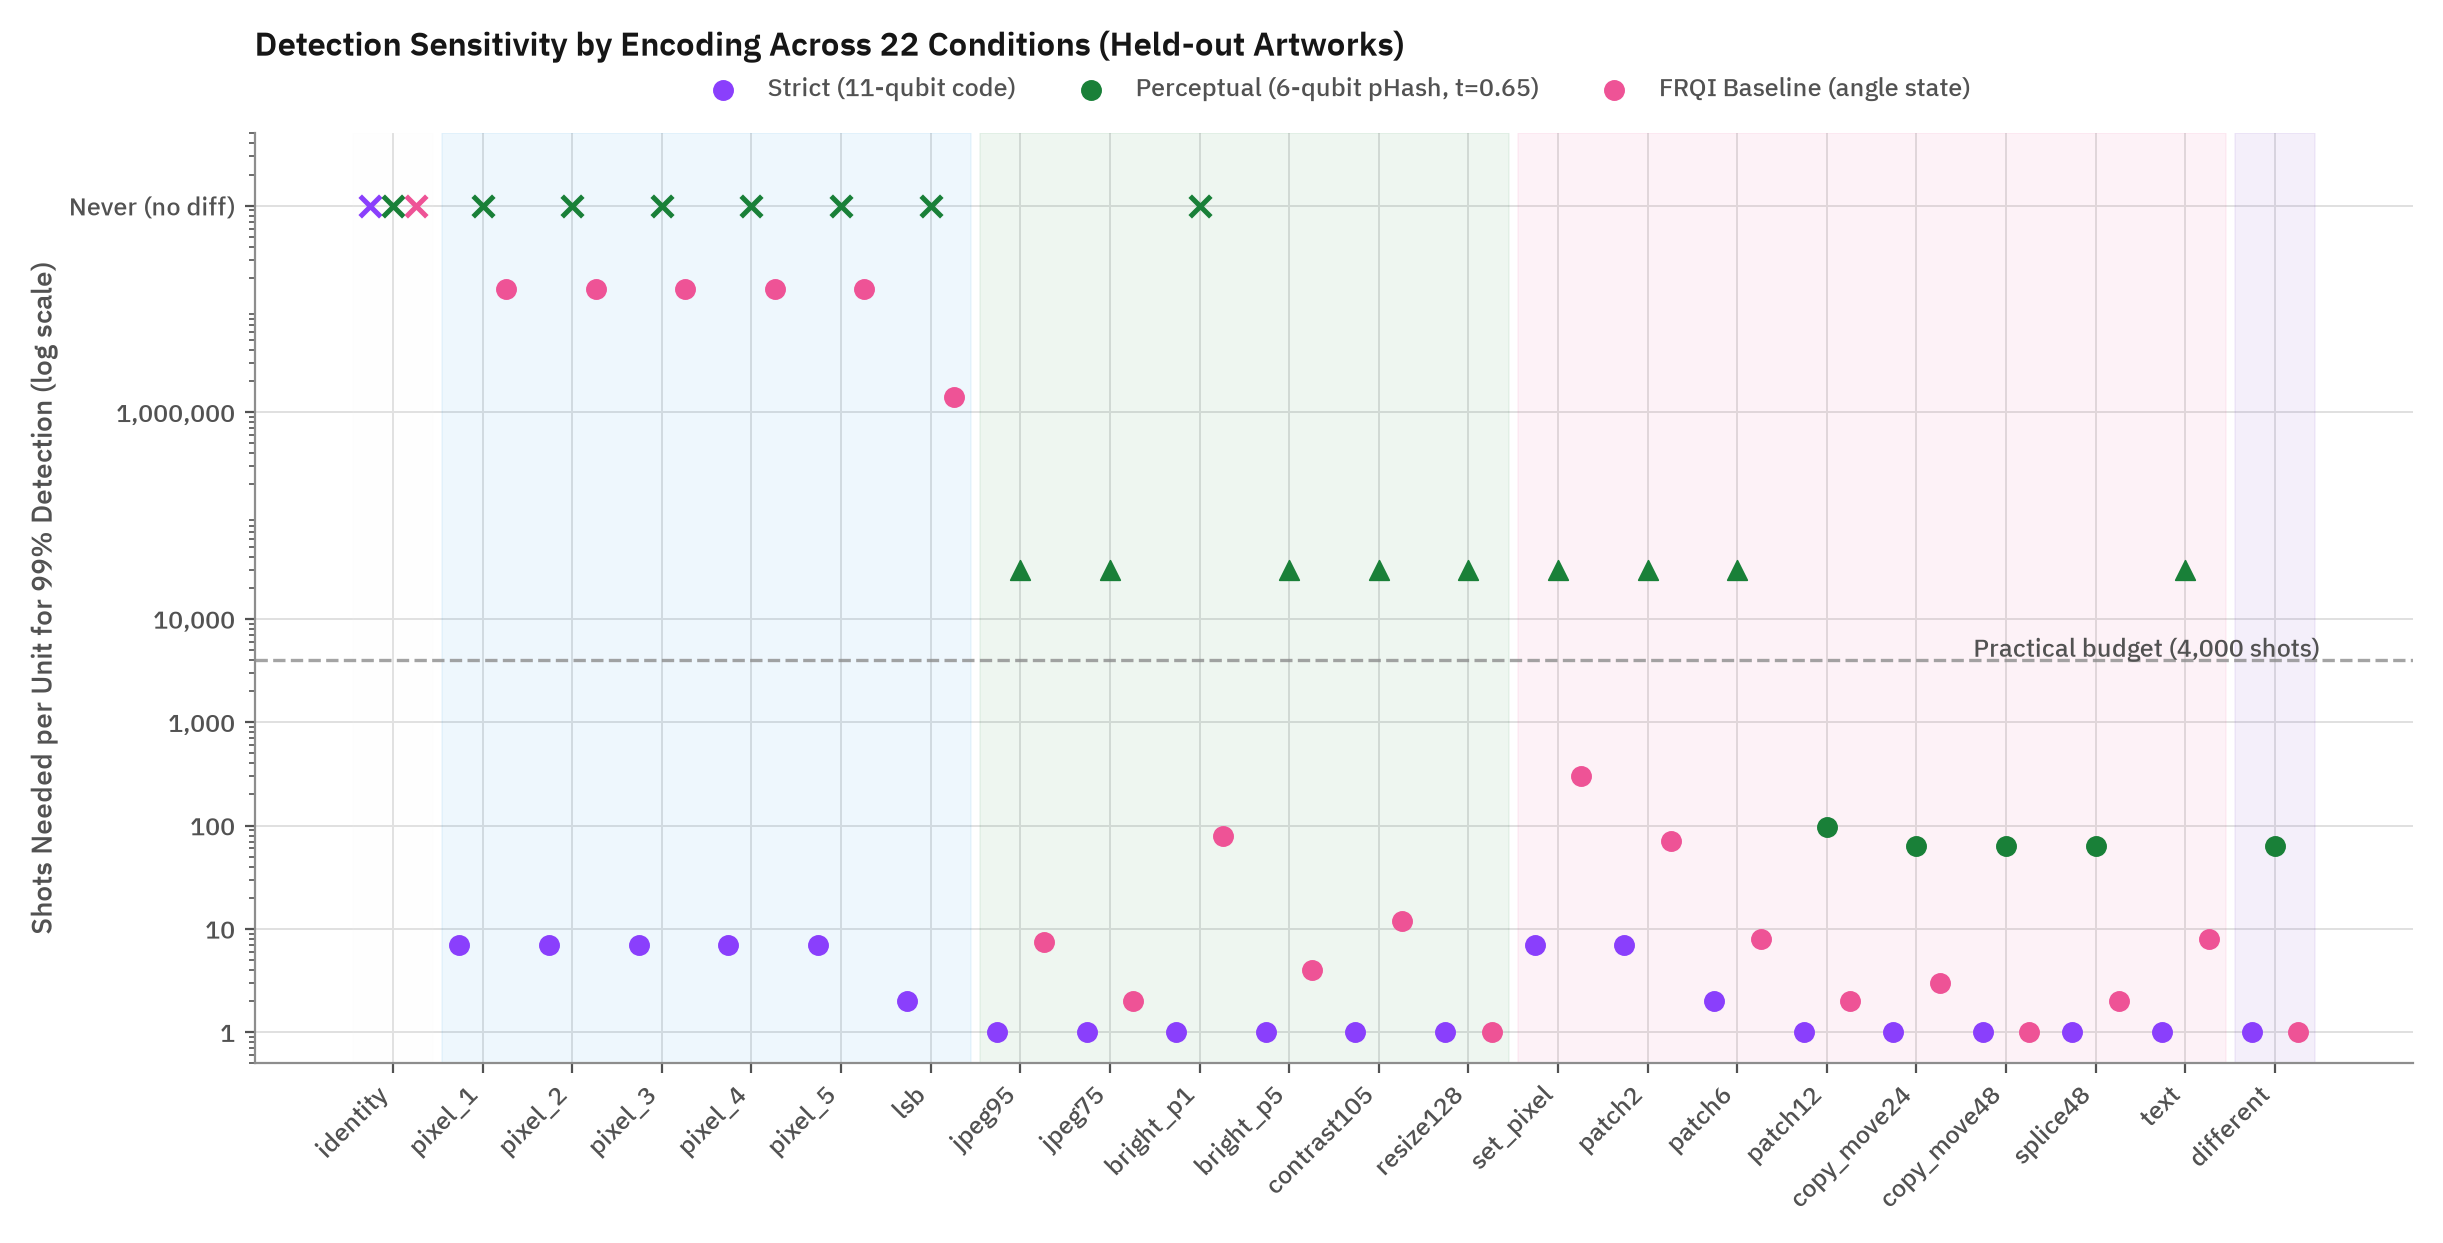 Detection Sensitivity by Encoding Across 22 Conditions (Held-out Artworks)
Strict (11-qubit code)
Perceptual (6-qubit pHash, t=0.65)
FRQI Baseline (angle state)
Shots Needed per Unit for 99% Detection (log scale)
Never (no diff)
1,000,000
10,000
1,000
100
10
1
Practical budget (4,000 shots)
identity
pixel_1
pixel_2
pixel_3
pixel_4
pixel_5
lsb
jpeg95
jpeg75
bright_p1
bright_p5
contrast105
resize128
set_pixel
patch2
patch6
patch12
copy_move24
copy_move48
splice48
text
different